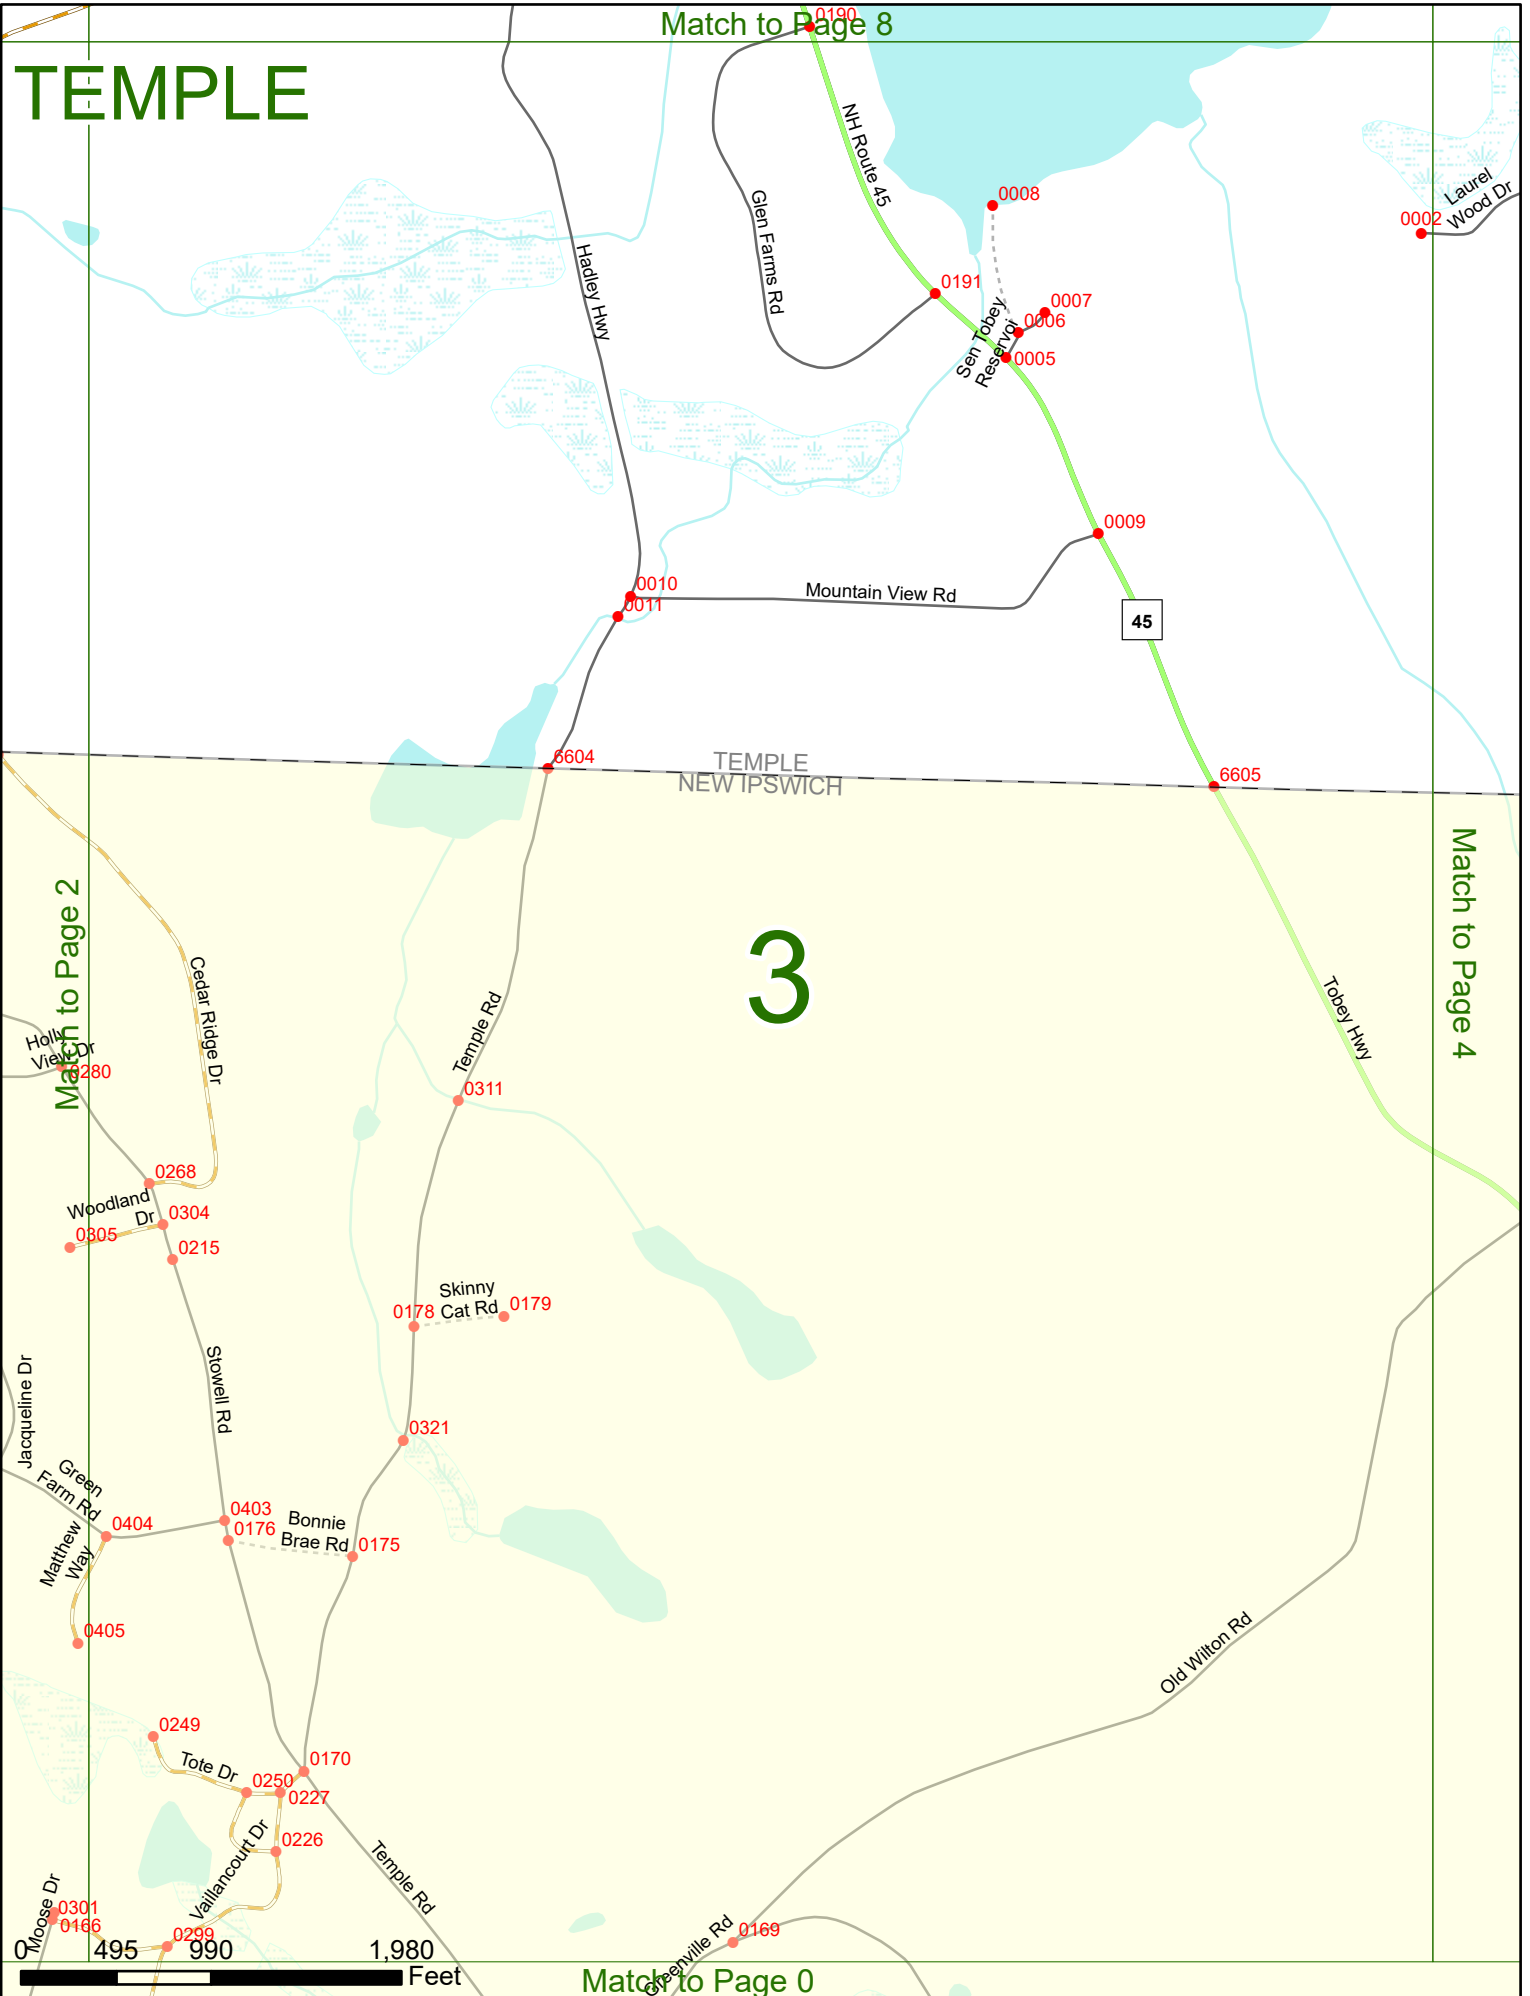 Match to Page 8
0190
TEMPLE
NH Route 45
Laurel
Wood Dr
0008
Glen Farms Rd
0002
Hadley Hwy
0191
0007
0006
Sen Tobey
Reservoi
0005
0009
0010
Mountain View Rd
0011
45
6604
TEMPLE
NEW IPSWICH
6605
Match to Page 2
Match to Page 4
3
Cedar Ridge Dr
Temple Rd
Tobey Hwy
Holly
View Dr
0280
0311
0268
Woodland
Dr
0304
0305
0215
Skinny
Cat Rd
0178
0179
Stowell Rd
Jacqueline Dr
0321
Green
Farm Rd
0403
0404
0176
Bonnie
Brae Rd
0175
Matthew
Way
0405
Old Wilton Rd
0249
Tote Dr
0170
0250
0227
Vaillancourt Dr
0226
Temple Rd
Moose Dr
0301
0166
0299
Greenville Rd
0169
0
495
990
1,980
Feet
Match to Page 0